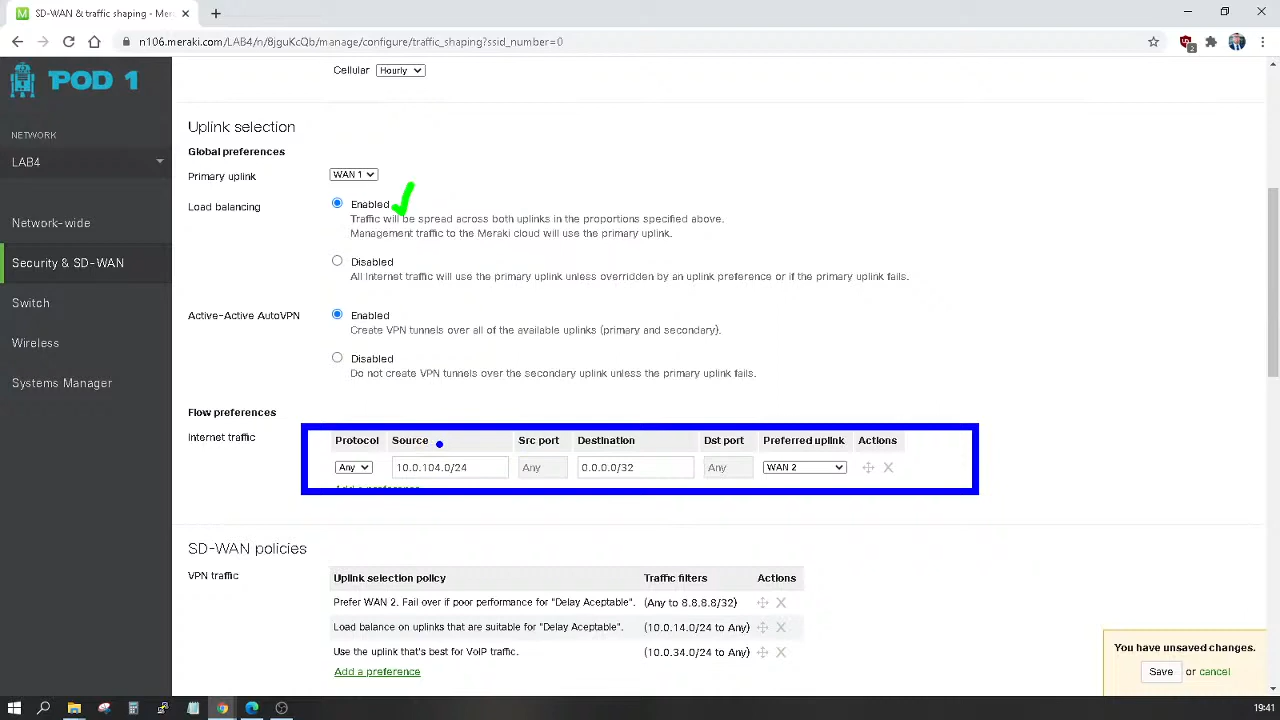 SD-WAN & traffic shaping - Mer
n106.meraki.com/LAB4/n/8jguKcQb/manage/configure/traffic_shaping?ssid_number=0
2
POD 1
NETWORK
LAB4
Network-wide
Security & SD-WAN
Switch
Wireless
Systems Manager
Cellular Hourly
Uplink selection
Global preferences
Primary uplink WAN 1
Load balancing Enabled
Traffic will be spread across both uplinks in the proportions specified above.
Management traffic to the Meraki cloud will use the primary uplink.
Disabled
All Internet traffic will use the primary uplink unless overridden by an uplink preference or if the primary uplink fails.
Active-Active AutoVPN Enabled
Create VPN tunnels over all of the available uplinks (primary and secondary).
Disabled
Do not create VPN tunnels over the secondary uplink unless the primary uplink fails.
Flow preferences
Internet traffic Protocol Source Src port Destination Dst port Preferred uplink Actions
Any 10.0.104.0/24 Any 0.0.0.0/32 Any WAN 2
Add a preference
SD-WAN policies
VPN traffic Uplink selection policy Traffic filters Actions
Prefer WAN 2. Fail over if poor performance for "Delay Aceptable". (Any to 8.8.8.8/32)
Load balance on uplinks that are suitable for "Delay Aceptable". (10.0.14.0/24 to Any)
Use the uplink that's best for VoIP traffic. (10.0.34.0/24 to Any)
Add a preference
You have unsaved changes.
Save or cancel
19:41